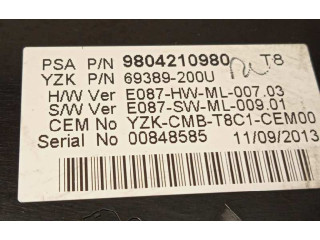 PSA P/N 9804210980 T8
YZK P/N 69389-200U
H/W Ver E087-HW-ML-007.03
S/W Ver E087-SW-ML-009.01
CEM No YZK-CMB-T8C1-CEM00
Serial No 00848585 11/09/2013